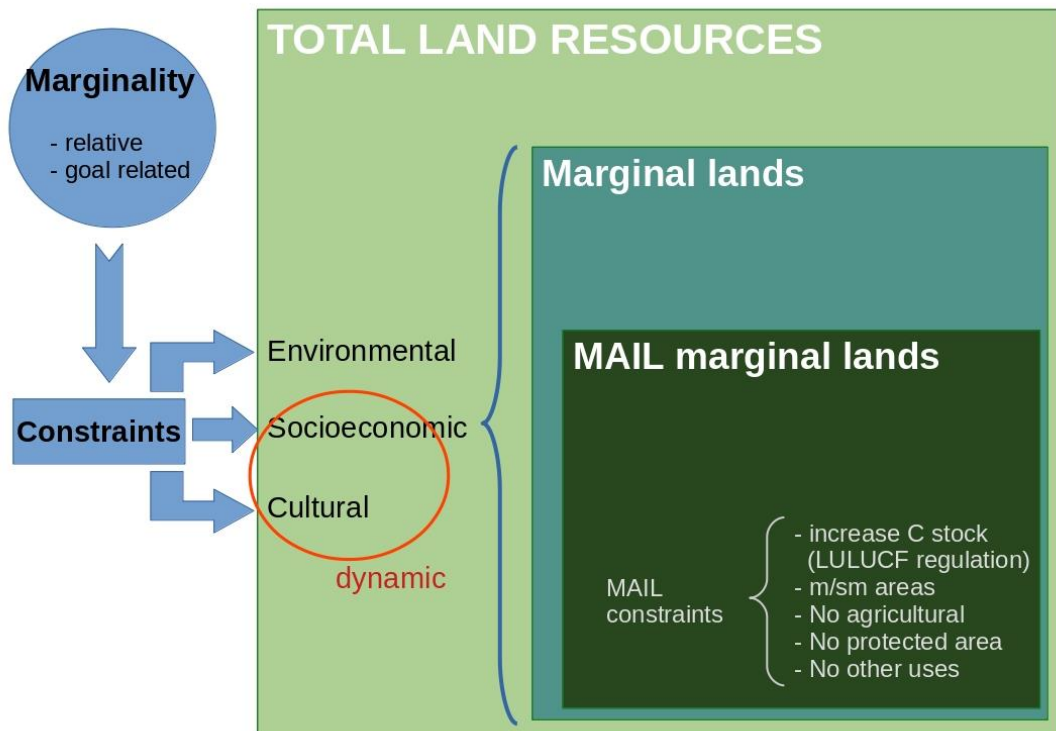 TOTAL LAND RESOURCES
Marginality
- relative
- goal related
Marginal lands
Environmental
MAIL marginal lands
Constraints
Socioeconomic
Cultural
dynamic
MAIL
constraints
- increase C stock
(LULUCF regulation)
- m/sm areas
- No agricultural
- No protected area
- No other uses